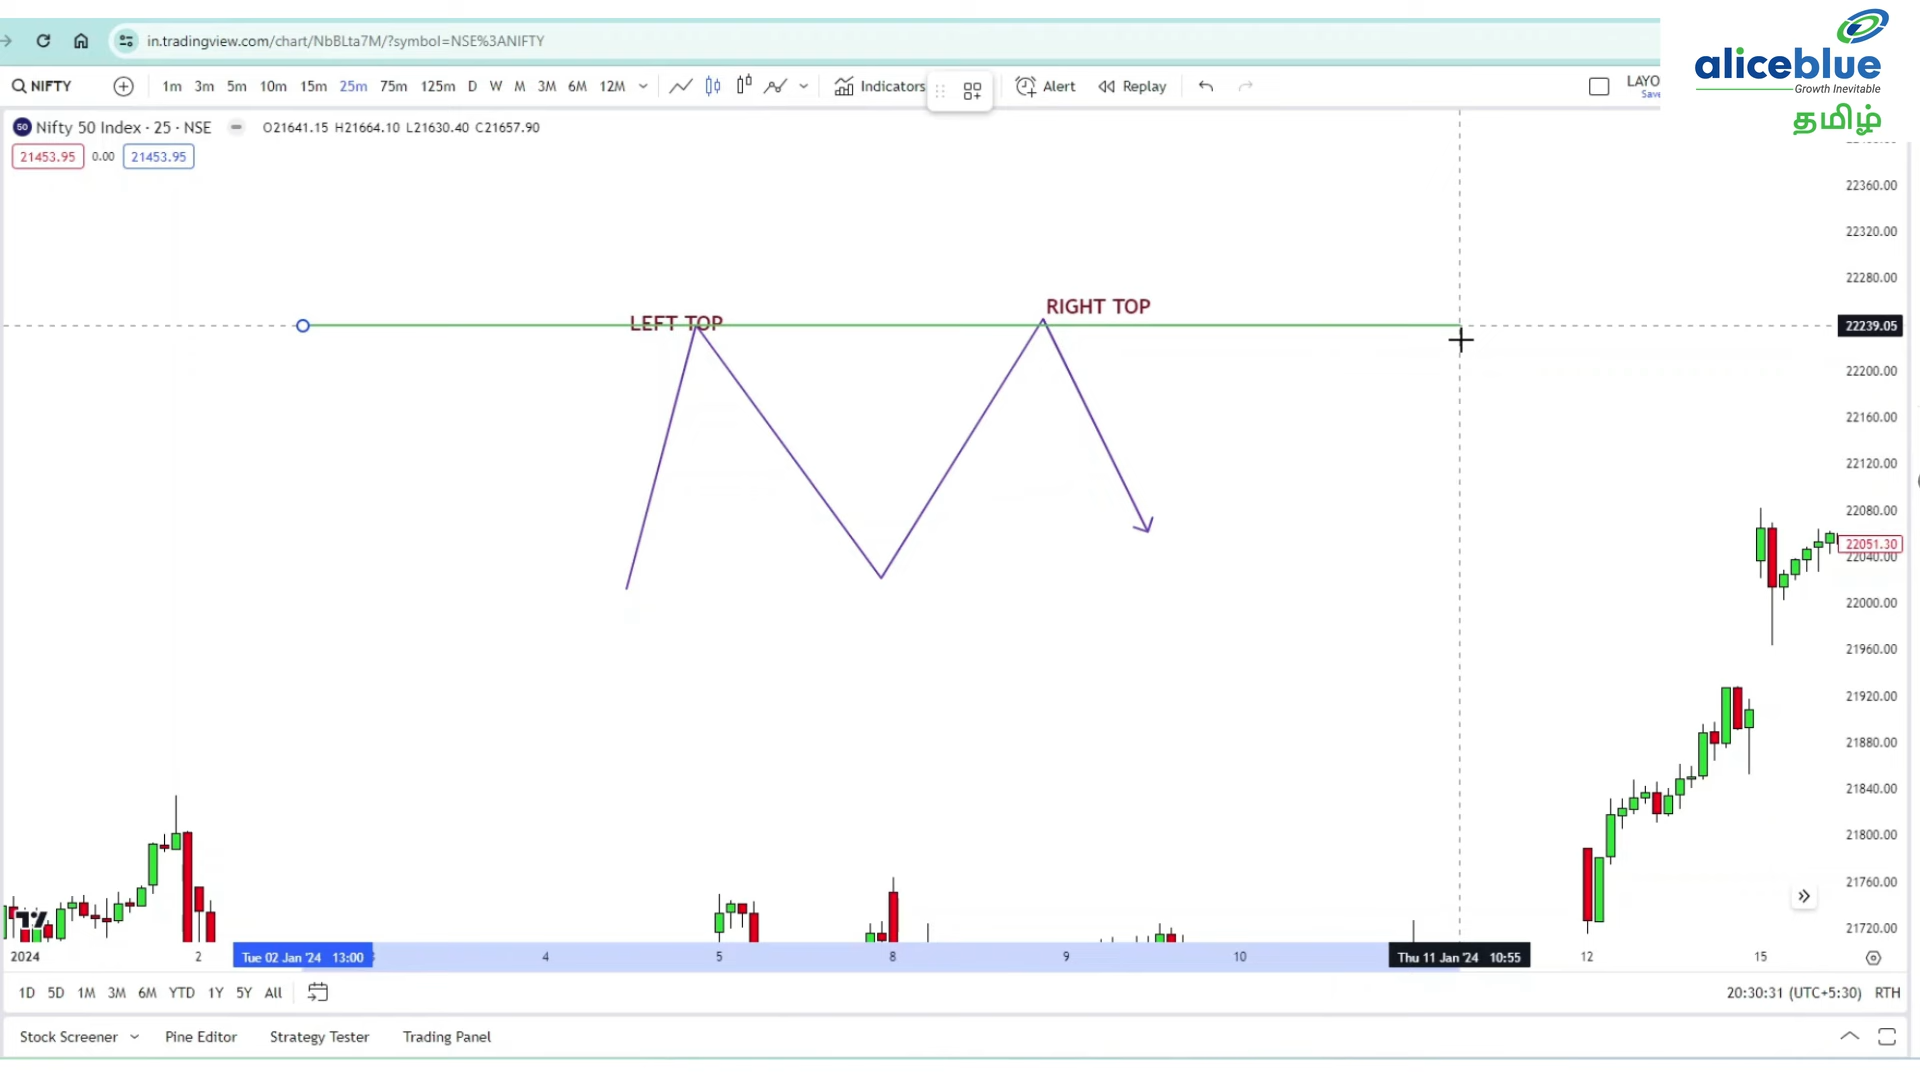 in.tradingview.com/chart/NbBLta7M/?symbol=NSE%3ANIFTY
aliceblue
Growth Inevitable
தமிழ்
NIFTY 1m 3m 5m 10m 15m 25m 75m 125m D W M 3M 6M 12M Indicators Alert Replay
LAYO
Save
50 Nifty 50 Index · 25 · NSE O21641.15 H21664.10 L21630.40 C21657.90
21453.95 0.00 21453.95
22360.00
22320.00
22280.00
RIGHT TOP
LEFT TOP
22239.05
22200.00
22160.00
22120.00
22080.00
22051.30
22040.00
22000.00
21960.00
21920.00
21880.00
21840.00
21800.00
21760.00
21720.00
2024 2 Tue 02 Jan '24 13:00 4 5 8 9 10 Thu 11 Jan '24 10:55 12 15
1D 5D 1M 3M 6M YTD 1Y 5Y All 20:30:31 (UTC+5:30) RTH
Stock Screener Pine Editor Strategy Tester Trading Panel